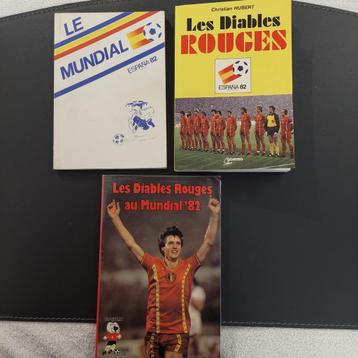 LE
MUNDIAL
ESPAÑA 82
Christian HUBERT
Les Diables
ROUGES
ESPAÑA 82
Les Diables Rouges
au Mundial '82